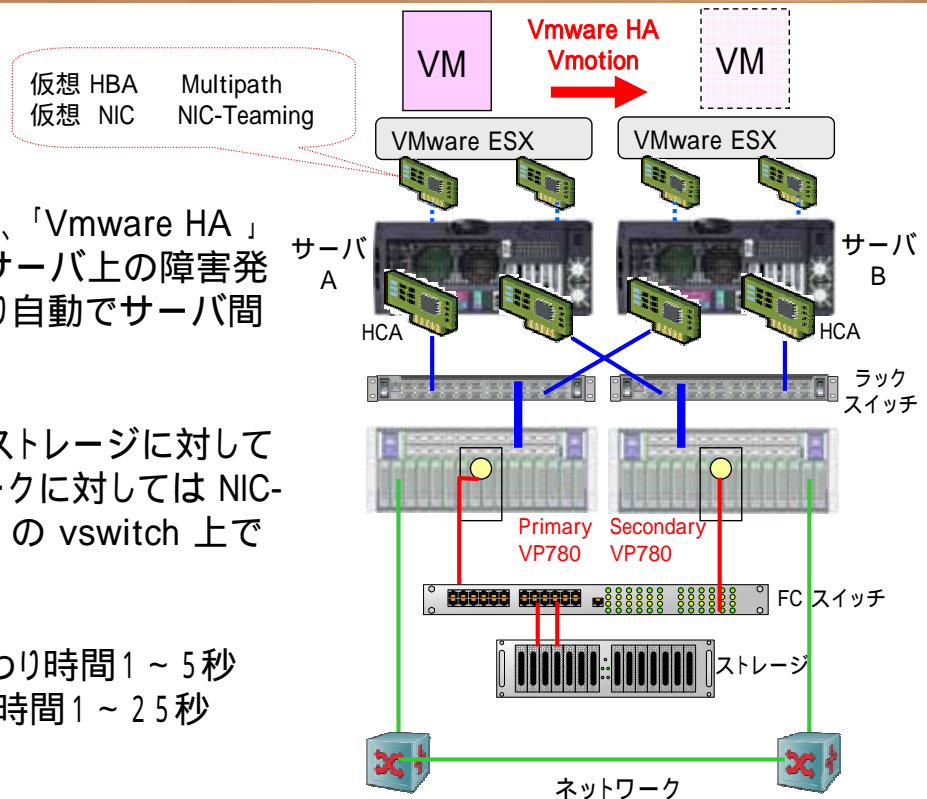 Vmware HA
Vmotion
VM
VM
仮想 HBA Multipath
仮想 NIC NIC-Teaming
VMware ESX
VMware ESX
、「Vmware HA 」
サーバ上の障害発
り自動でサーバ間
サーバ
A
サーバ
B
HCA
HCA
ラック
スイッチ
ストレージに対して
ークに対しては NIC-
の vswitch 上で
Primary
VP780
Secondary
VP780
FC スイッチ
わり時間1 ~ 5秒
時間1 ~ 2 5秒
ストレージ
ネットワーク